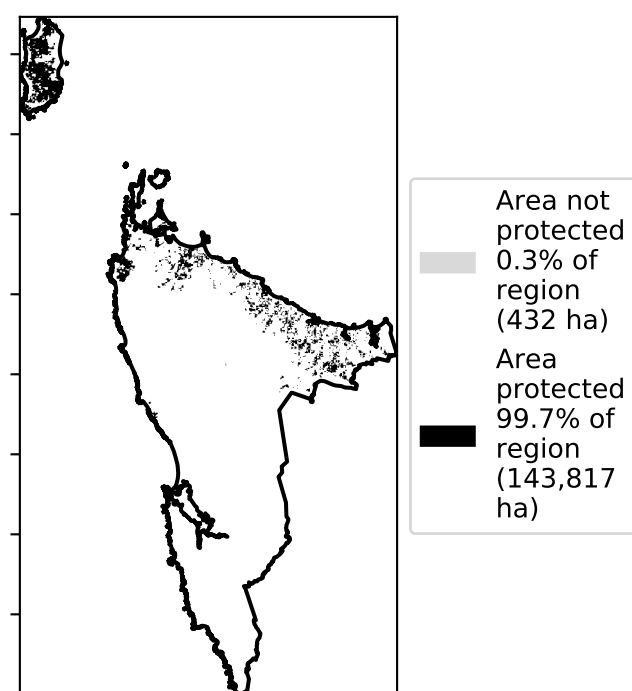 Area not
protected
0.3% of
region
(432 ha)
Area
protected
99.7% of
region
(143,817
ha)